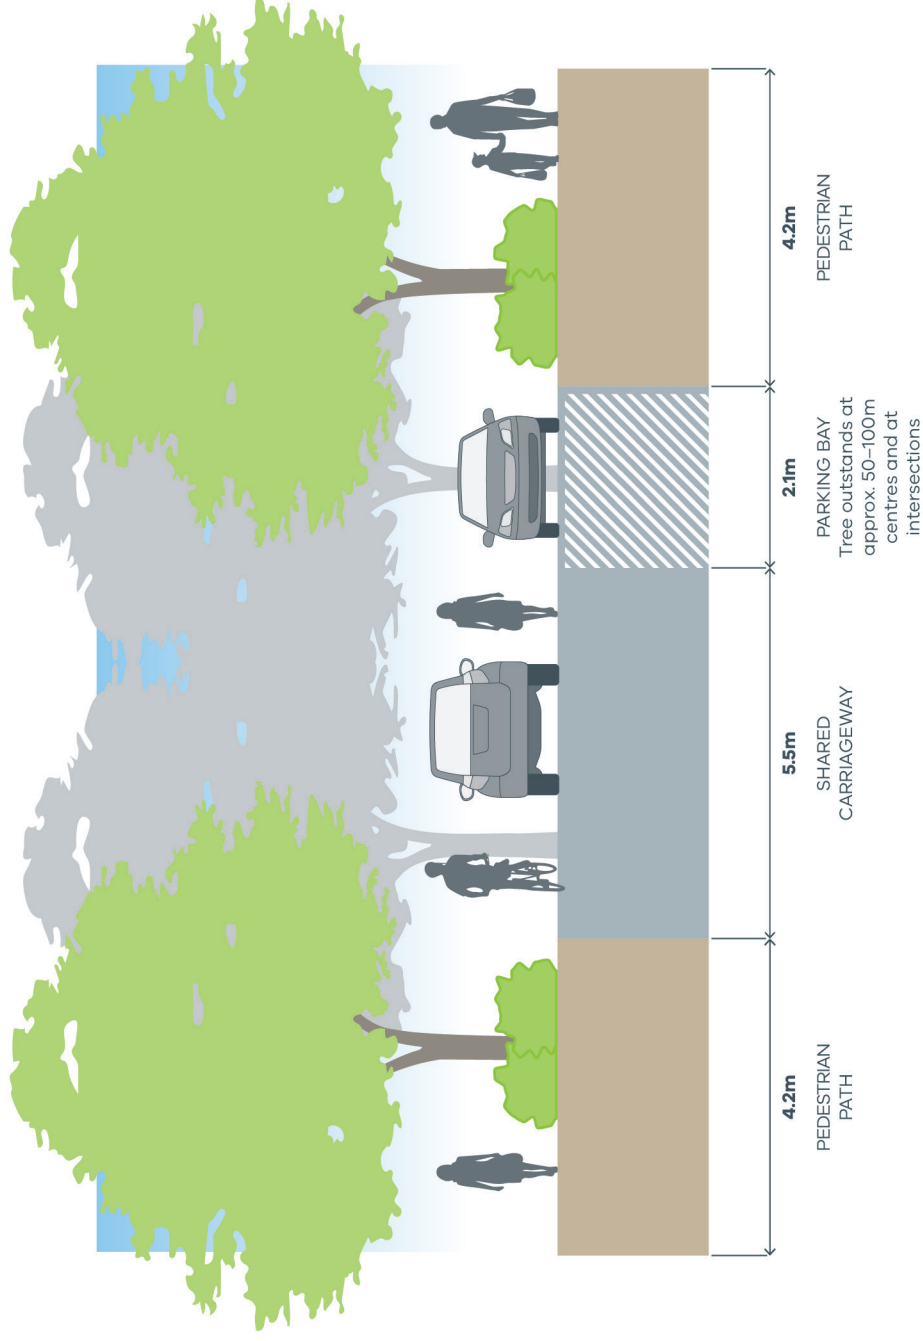 4.2m
PEDESTRIAN
PATH
5.5m
SHARED
CARRIAGEWAY
2.1m
PARKING BAY
Tree outstands at
approx. 50–100m
centres and at
intersections
4.2m
PEDESTRIAN
PATH